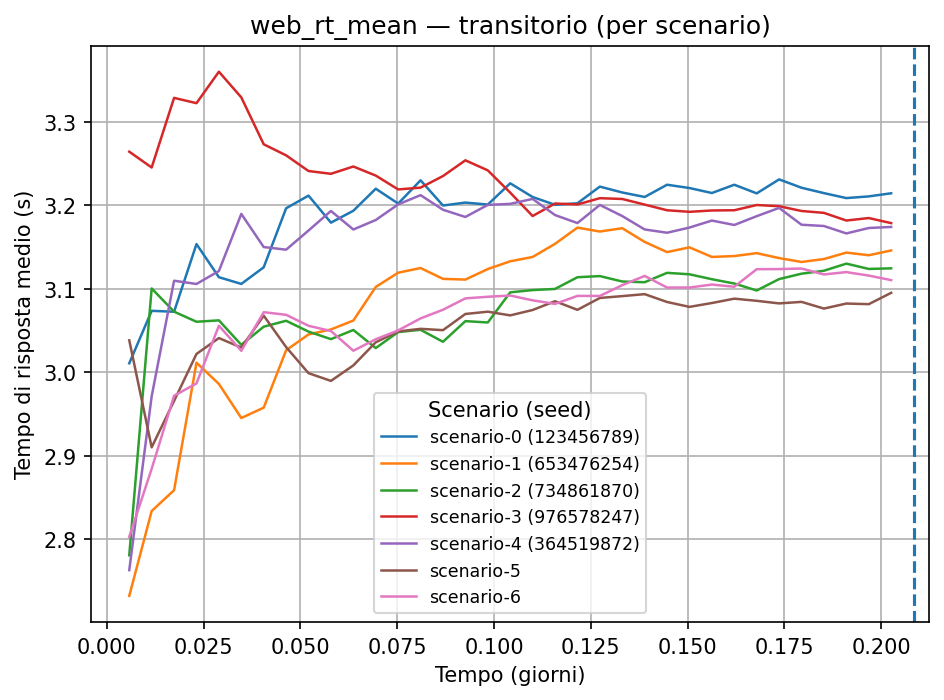 web_rt_mean — transitorio (per scenario)
Tempo di risposta medio (s)
3.3
3.2
3.1
3.0
2.9
2.8
Scenario (seed)
scenario-0 (123456789)
scenario-1 (653476254)
scenario-2 (734861870)
scenario-3 (976578247)
scenario-4 (364519872)
scenario-5
scenario-6
0.000 0.025 0.050 0.075 0.100 0.125 0.150 0.175 0.200
Tempo (giorni)